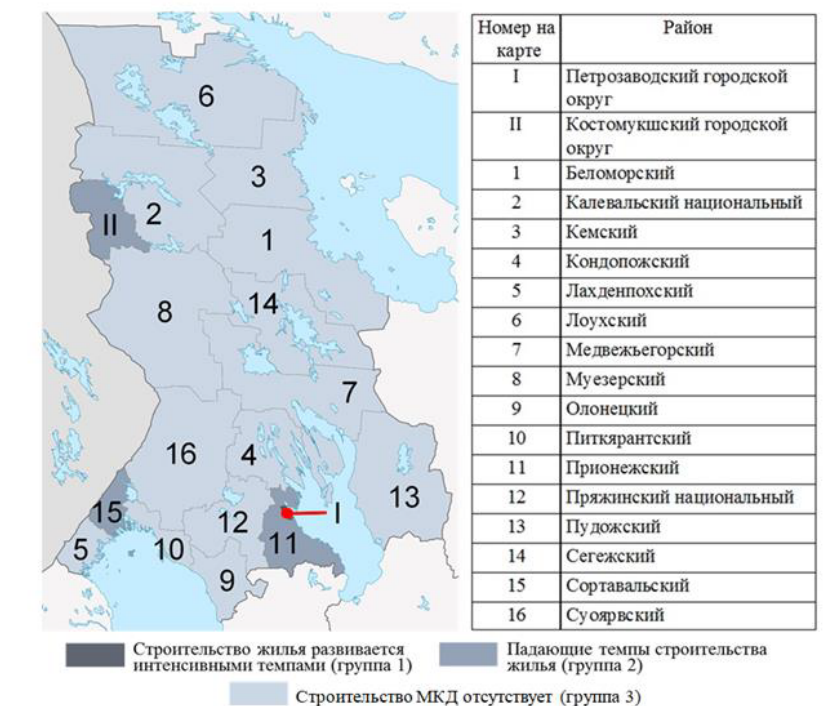 6
3
2
II
1
8
14
7
16
4
13
15
12
I
5
10
11
9
Номер на карте Район
I Петрозаводский городской округ
II Костомукшский городской округ
1 Беломорский
2 Калевальский национальный
3 Кемский
4 Кондопожский
5 Лахденпохский
6 Лоухский
7 Медвежьегорский
8 Муезерский
9 Олонецкий
10 Питкярантский
11 Прионежский
12 Пряжинский национальный
13 Пудожский
14 Сегежский
15 Сортавальский
16 Суоярвский
Строительство жилья развивается
интенсивными темпами (группа 1)
Падающие темпы строительства
жилья (группа 2)
Строительство МКД отсутствует (группа 3)